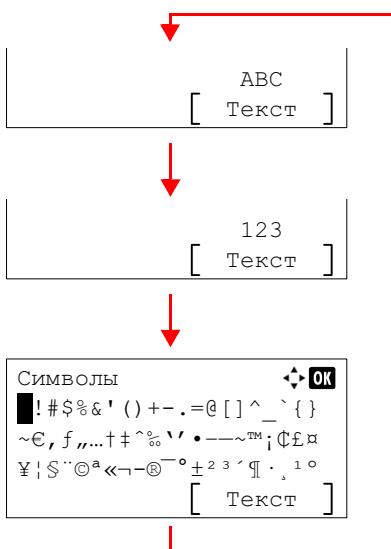 ABC
[ Текст ]
123
[ Текст ]
Символы OK
!#$%&'()+-.=@[]^_`{}
~€‚ƒ„…†‡ˆ‰‘’•–—~™¡₵£¤
¥¦§¨©ª«¬-®¯°±²³´¶·¸¹º
[ Текст ]